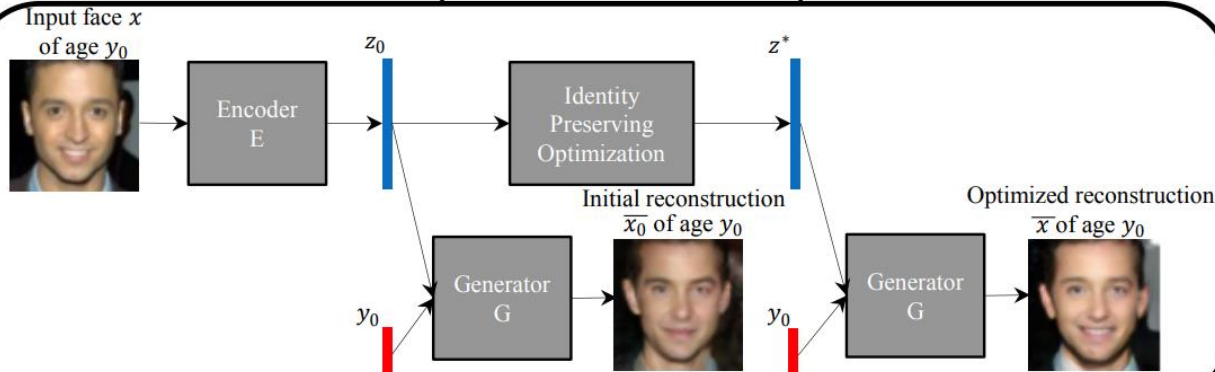 Input face x
of age y₀
z₀
z*
Encoder
E
Identity
Preserving
Optimization
Initial reconstruction
x̅₀ of age y₀
Optimized reconstruction
x̅ of age y₀
Generator
G
y₀
Generator
G
y₀